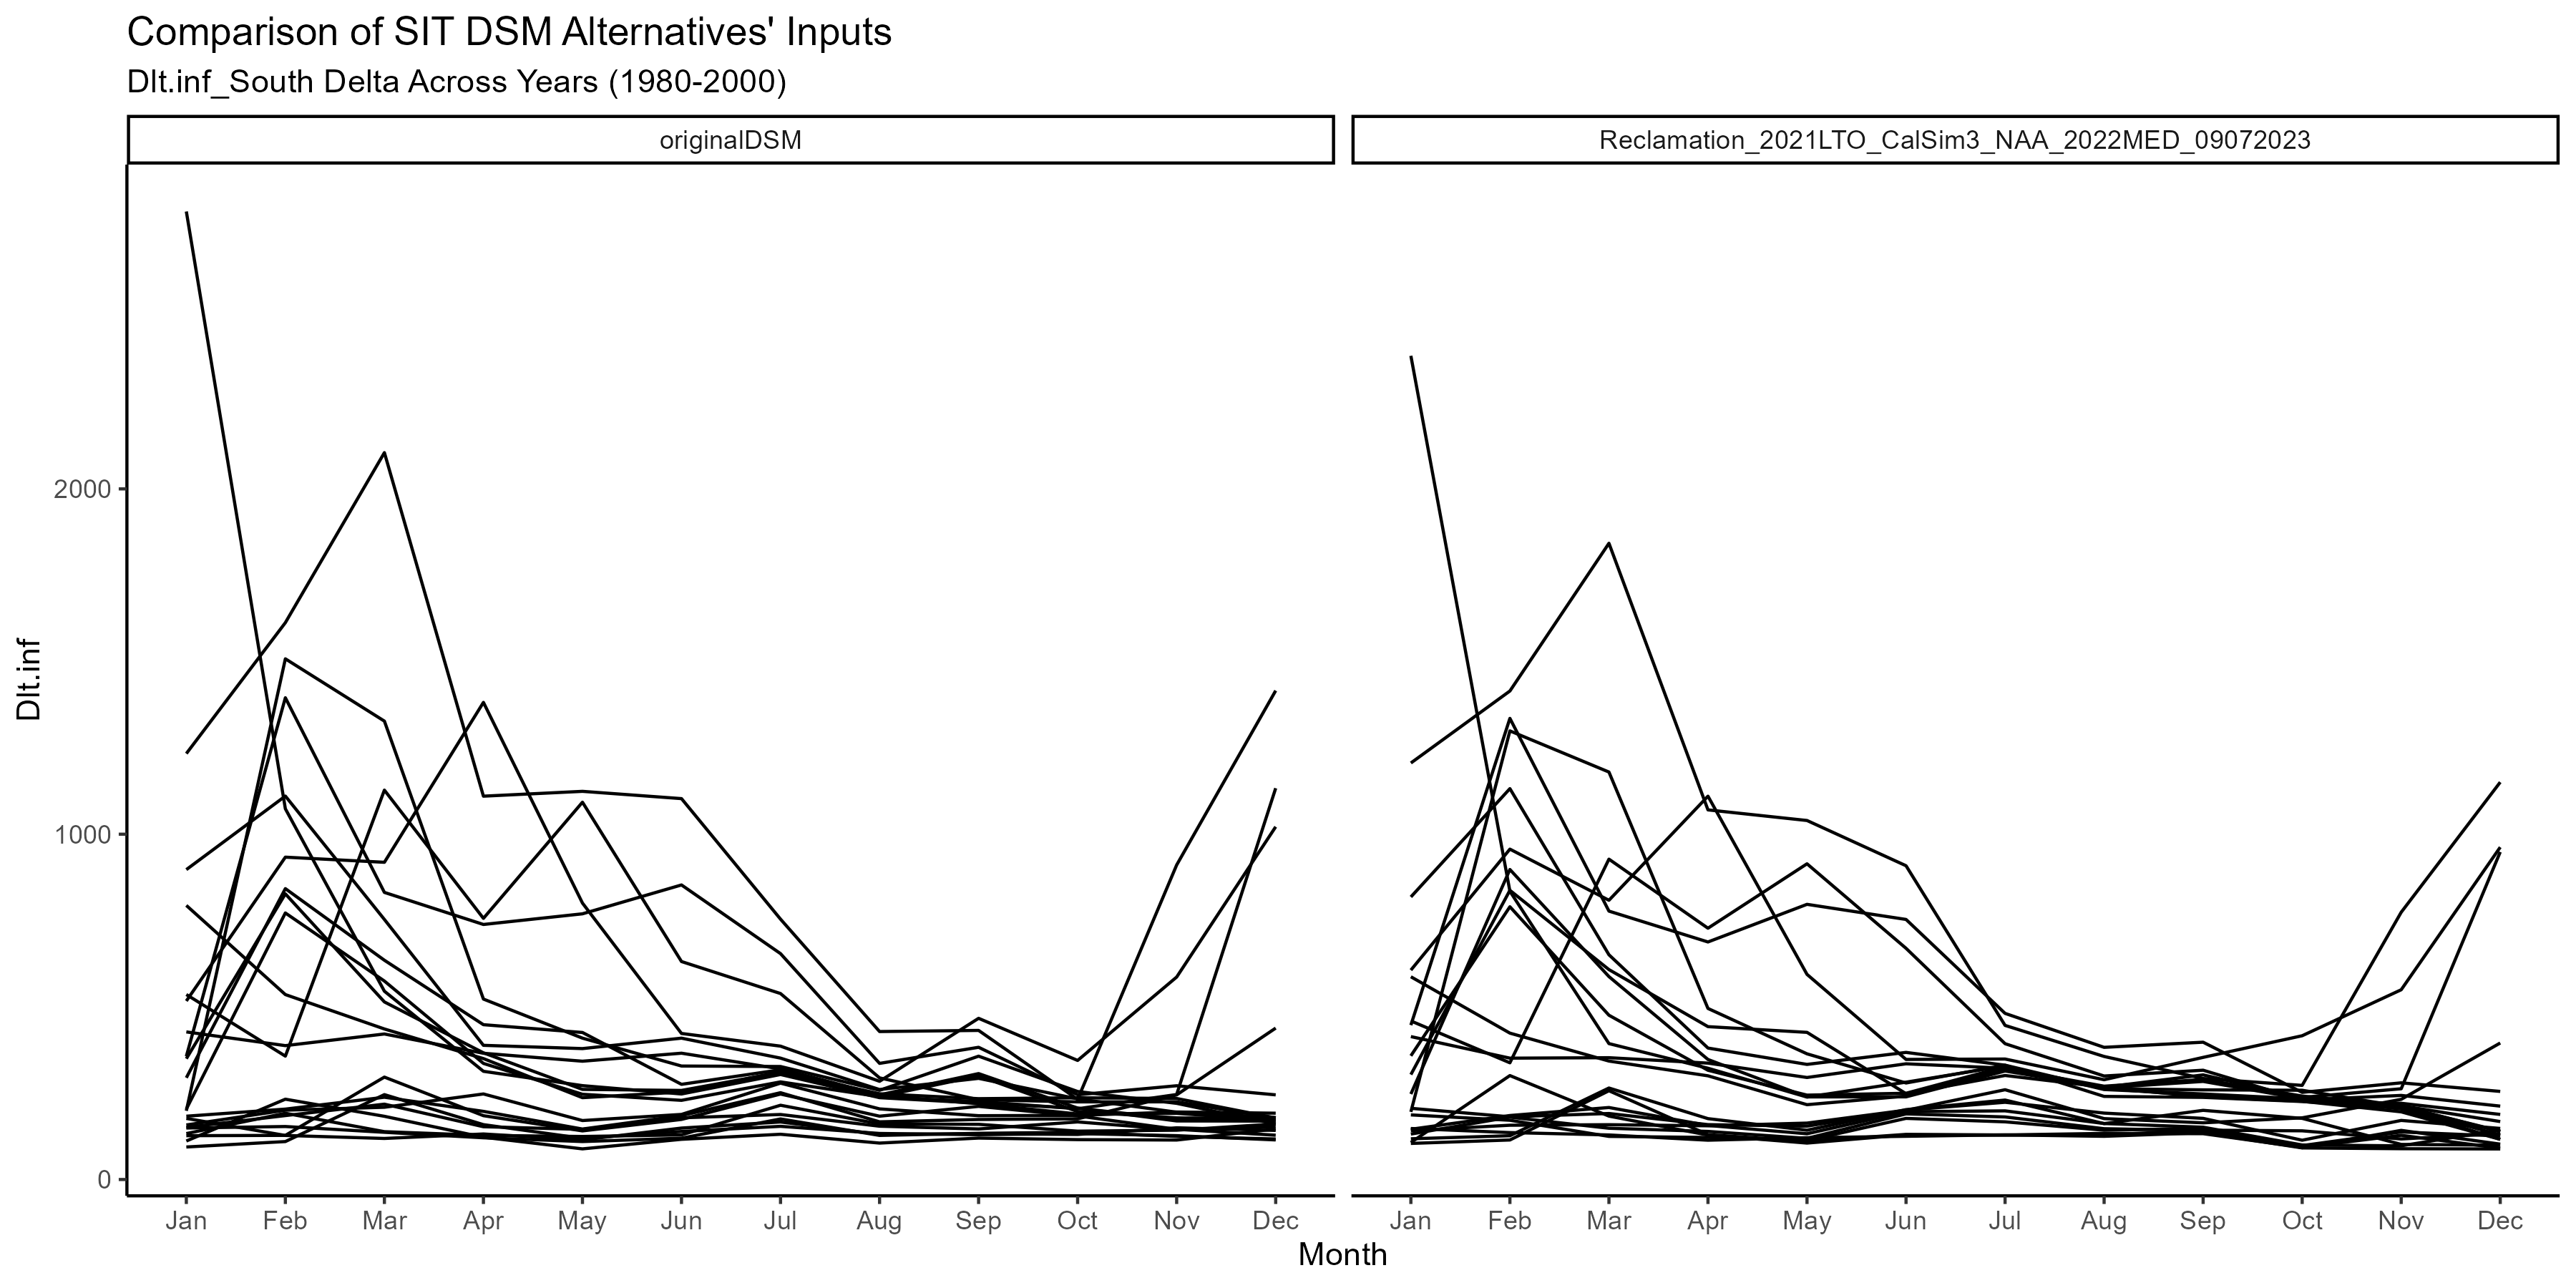 Comparison of SIT DSM Alternatives' Inputs
Dlt.inf_South Delta Across Years (1980-2000)
originalDSM
Reclamation_2021LTO_CalSim3_NAA_2022MED_09072023
Dlt.inf
2000
1000
0
Jan Feb Mar Apr May Jun Jul Aug Sep Oct Nov Dec
Jan Feb Mar Apr May Jun Jul Aug Sep Oct Nov Dec
Month